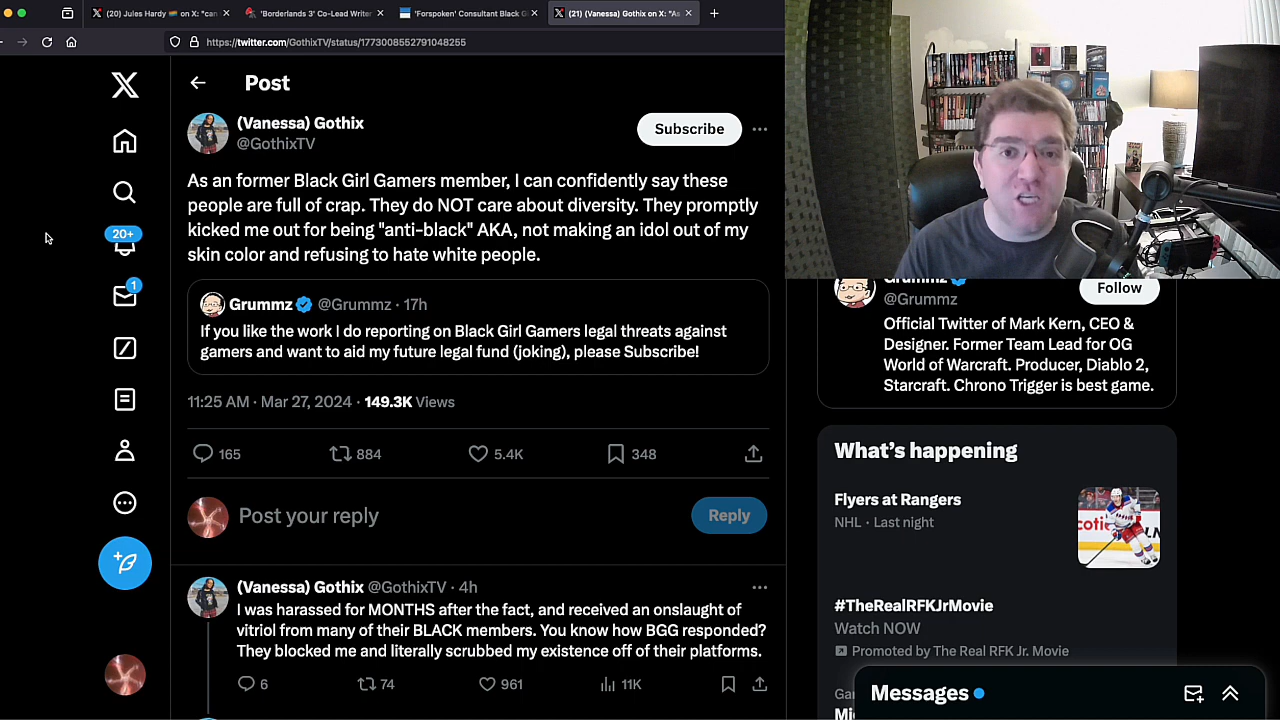 (20) Jules Hardy 🏳️‍🌈 on X: "can
'Borderlands 3' Co-Lead Writer
'Forspoken' Consultant Black G
(21) (Vanessa) Gothix on X: "As
https://twitter.com/GothixTV/status/1773008552791048255
Post
(Vanessa) Gothix
@GothixTV
Subscribe
As an former Black Girl Gamers member, I can confidently say these
people are full of crap. They do NOT care about diversity. They promptly
kicked me out for being "anti-black" AKA, not making an idol out of my
skin color and refusing to hate white people.
Grummz @Grummz · 17h
If you like the work I do reporting on Black Girl Gamers legal threats against
gamers and want to aid my future legal fund (joking), please Subscribe!
11:25 AM · Mar 27, 2024 · 149.3K Views
165 884 5.4K 348
Post your reply
Reply
(Vanessa) Gothix @GothixTV · 4h
I was harassed for MONTHS after the fact, and received an onslaught of
vitriol from many of their BLACK members. You know how BGG responded?
They blocked me and literally scrubbed my existence off of their platforms.
6 74 961 11K
20+
1
Grummz
@Grummz
Follow
Official Twitter of Mark Kern, CEO &
Designer. Former Team Lead for OG
World of Warcraft. Producer, Diablo 2,
Starcraft. Chrono Trigger is best game.
What's happening
Flyers at Rangers
NHL · Last night
#TheRealRFKJrMovie
Watch NOW
Promoted by The Real RFK Jr. Movie
Messages